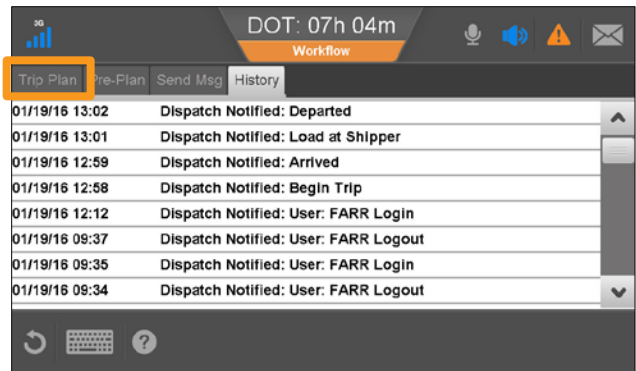 3G
DOT: 07h 04m
Workflow
Trip Plan Pre-Plan Send Msg History
01/19/16 13:02 Dispatch Notified: Departed
01/19/16 13:01 Dispatch Notified: Load at Shipper
01/19/16 12:59 Dispatch Notified: Arrived
01/19/16 12:58 Dispatch Notified: Begin Trip
01/19/16 12:12 Dispatch Notified: User: FARR Login
01/19/16 09:37 Dispatch Notified: User: FARR Logout
01/19/16 09:35 Dispatch Notified: User: FARR Login
01/19/16 09:34 Dispatch Notified: User: FARR Logout
?